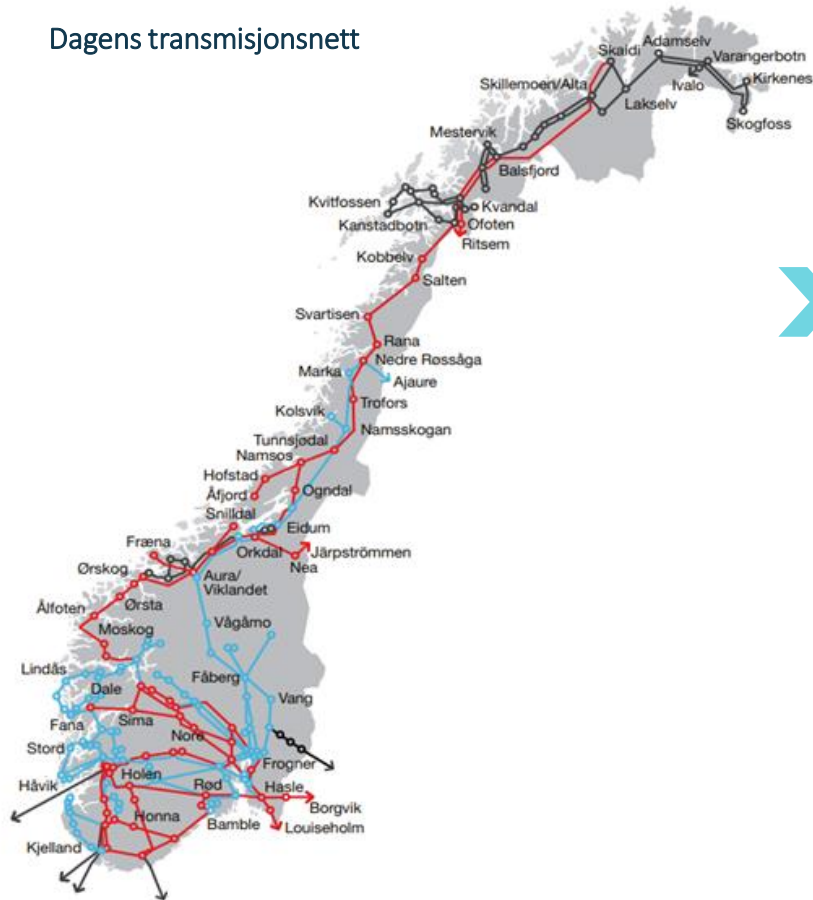 Dagens transmisjonsnett
Skaidi
Adamselv
Varangerbotn
Ivalo
Kirkenes
Skillemoen/Alta
Lakselv
Skogfoss
Mestervik
Balsfjord
Kvitfossen
Kvandal
Kanstadbotn
Ofoten
Ritsem
Kobbelv
Salten
Svartisen
Rana
Nedre Røssåga
Marka
Ajaure
Trofors
Kolsvik
Namsskogan
Tunnsjødal
Namsos
Hofstad
Ogndal
Åfjord
Snilldal
Eidum
Fræna
Orkdal
Järpströmmen
Nea
Ørskog
Aura/
Viklandet
Ørsta
Ålfoten
Vågåmo
Moskog
Lindås
Fåberg
Dale
Vang
Sima
Fana
Nore
Stord
Frogner
Holen
Håvik
Rød
Hasle
Borgvik
Honna
Bamble
Louiseholm
Kjelland